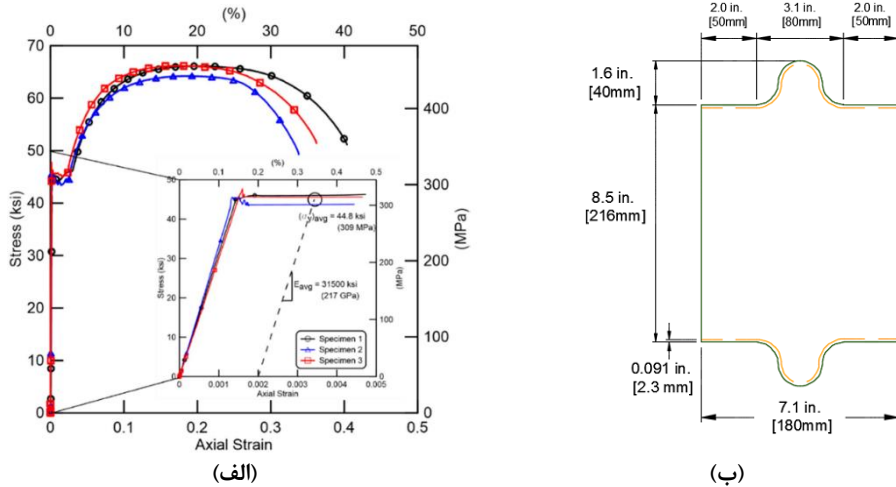 (%)
0 10 20 30 40 50
70
60
50
40
30
20
10
0
Stress (ksi)
400
300
200
100
0
(MPa)
0 0.1 0.2 0.3 0.4 0.5
Axial Strain
(%)
0 0.1 0.2 0.3 0.4 0.5
50
40
30
20
10
0
Stress (ksi)
300
200
100
0
(MPa)
0 0.001 0.002 0.003 0.004 0.005
Axial Strain
(σy)avg = 44.8 ksi
(309 MPa)
Eavg = 31500 ksi
(217 GPa)
Specimen 1
Specimen 2
Specimen 3
(الف)
2.0 in. 3.1 in. 2.0 in.
[50mm] [80mm] [50mm]
1.6 in.
[40mm]
8.5 in.
[216mm]
0.091 in.
[2.3 mm]
7.1 in.
[180mm]
(ب)